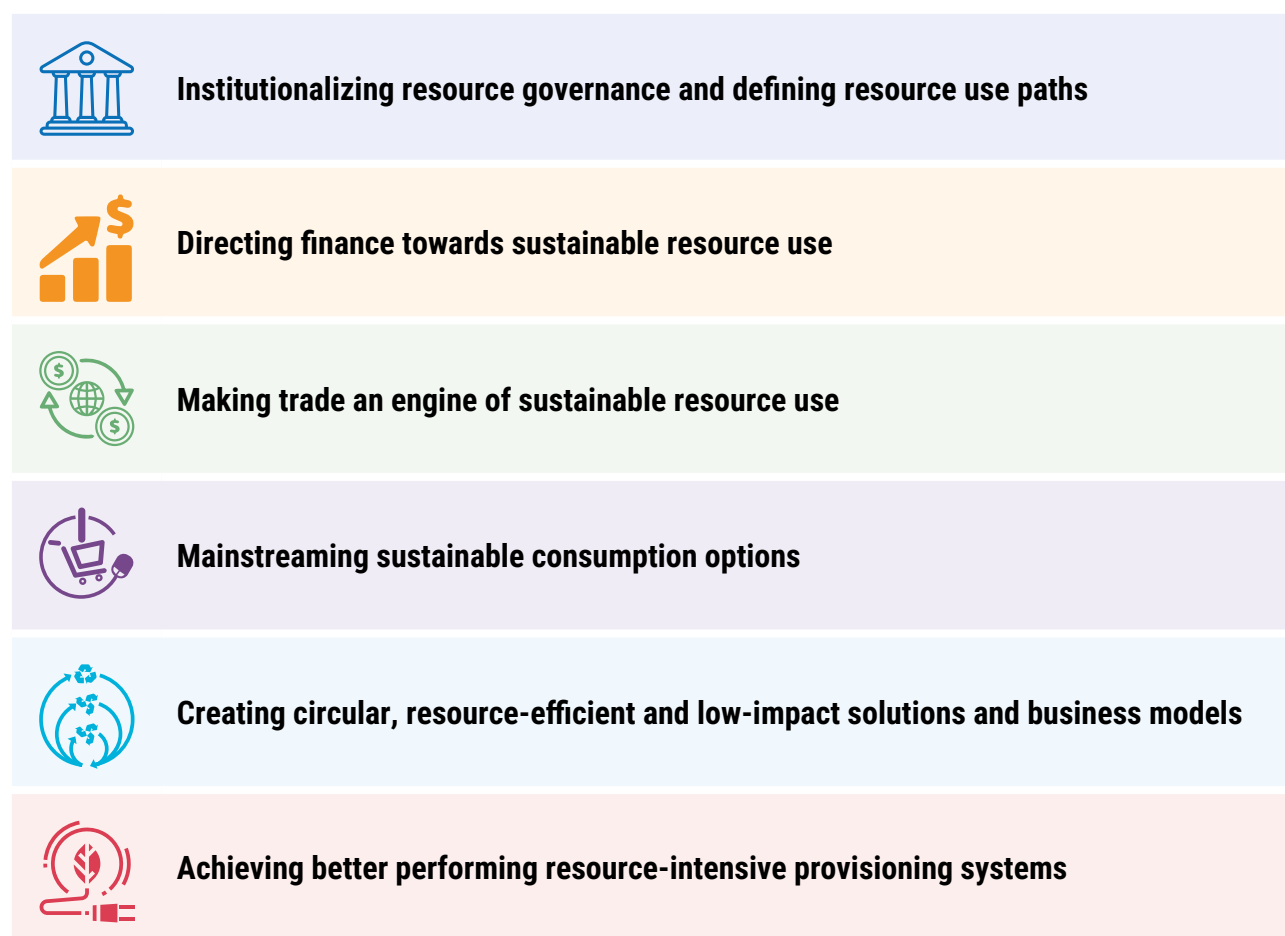 Institutionalizing resource governance and defining resource use paths
$
Directing finance towards sustainable resource use
$
$
Making trade an engine of sustainable resource use
Mainstreaming sustainable consumption options
Creating circular, resource-efficient and low-impact solutions and business models
Achieving better performing resource-intensive provisioning systems